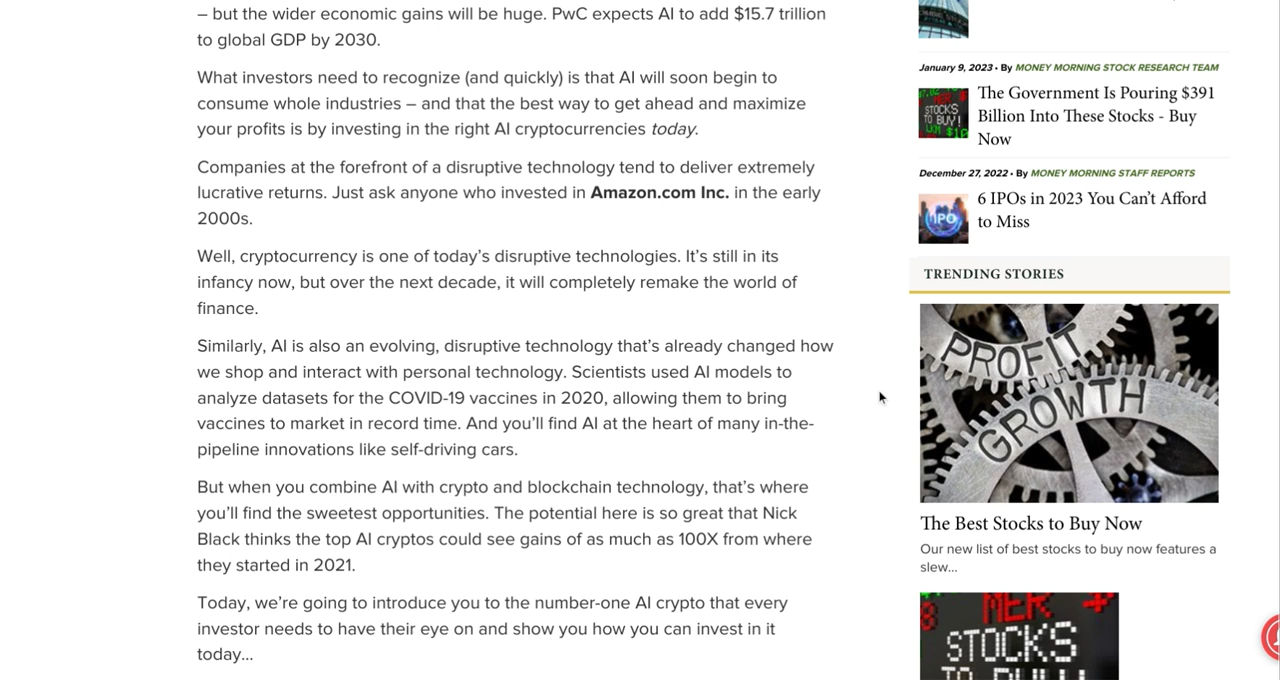 – but the wider economic gains will be huge. PwC expects AI to add $15.7 trillion
to global GDP by 2030.
What investors need to recognize (and quickly) is that AI will soon begin to
consume whole industries – and that the best way to get ahead and maximize
your profits is by investing in the right AI cryptocurrencies today.
Companies at the forefront of a disruptive technology tend to deliver extremely
lucrative returns. Just ask anyone who invested in Amazon.com Inc. in the early
2000s.
Well, cryptocurrency is one of today’s disruptive technologies. It’s still in its
infancy now, but over the next decade, it will completely remake the world of
finance.
Similarly, AI is also an evolving, disruptive technology that’s already changed how
we shop and interact with personal technology. Scientists used AI models to
analyze datasets for the COVID-19 vaccines in 2020, allowing them to bring
vaccines to market in record time. And you’ll find AI at the heart of many in-the-
pipeline innovations like self-driving cars.
But when you combine AI with crypto and blockchain technology, that’s where
you’ll find the sweetest opportunities. The potential here is so great that Nick
Black thinks the top AI cryptos could see gains of as much as 100X from where
they started in 2021.
Today, we’re going to introduce you to the number-one AI crypto that every
investor needs to have their eye on and show you how you can invest in it
today...
January 9, 2023 • By MONEY MORNING STOCK RESEARCH TEAM
STOCKS
TO BUY!
The Government Is Pouring $391
Billion Into These Stocks - Buy
Now
December 27, 2022 • By MONEY MORNING STAFF REPORTS
IPO
6 IPOs in 2023 You Can’t Afford
to Miss
TRENDING STORIES
PROFIT
GROWTH
The Best Stocks to Buy Now
Our new list of best stocks to buy now features a
slew...
8 MER +
STOCKS
TO BUY